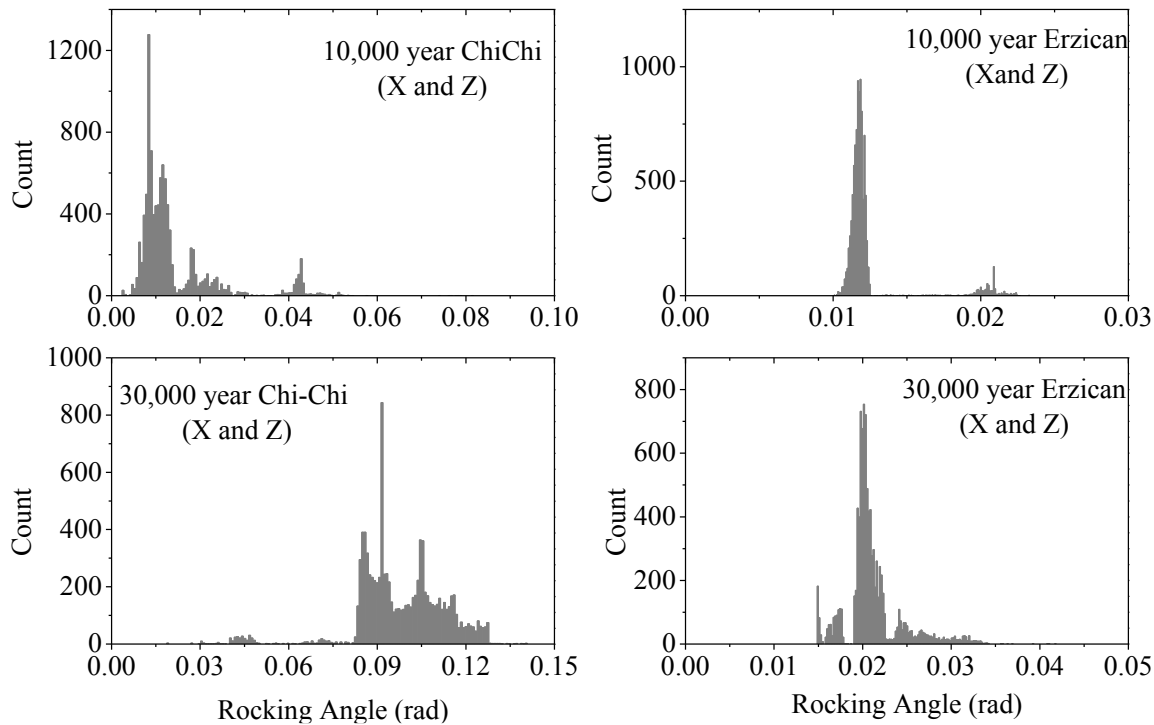 10,000 year ChiChi
(X and Z)
Count
1200
800
400
0
0.00 0.02 0.04 0.06 0.08 0.10
10,000 year Erzican
(Xand Z)
Count
1000
500
0
0.00 0.01 0.02 0.03
30,000 year Chi-Chi
(X and Z)
Count
1000
800
600
400
200
0
0.00 0.03 0.06 0.09 0.12 0.15
Rocking Angle (rad)
30,000 year Erzican
(X and Z)
Count
800
600
400
200
0
0.00 0.01 0.02 0.03 0.04 0.05
Rocking Angle (rad)